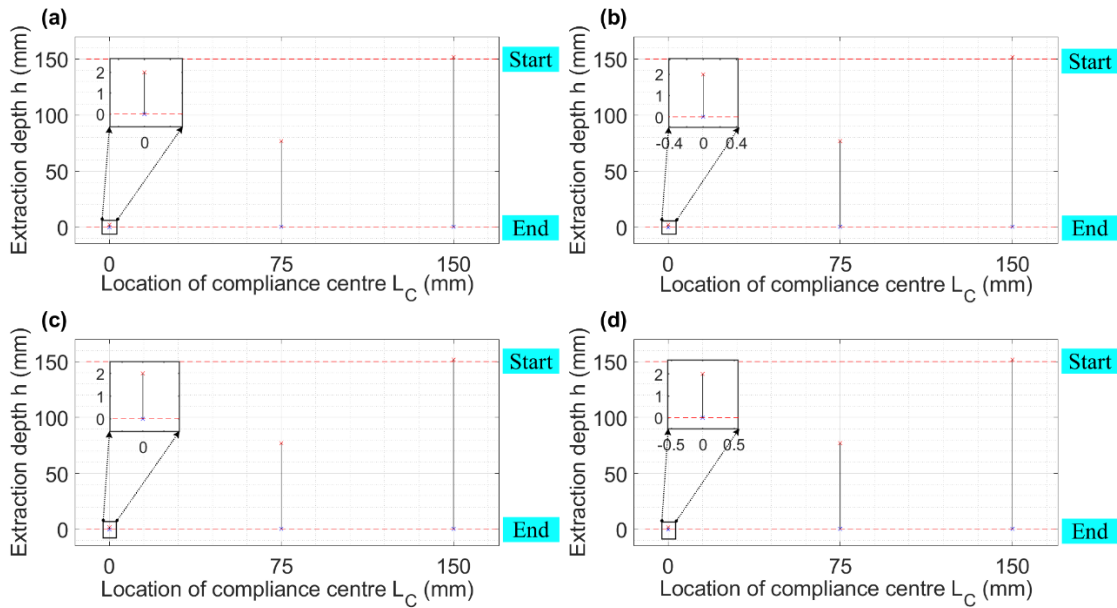 (a)
Extraction depth h (mm)
150
100
50
0
2
1
0
0
0
75
150
Location of compliance centre L_C (mm)
Start
End
(b)
Extraction depth h (mm)
150
100
50
0
2
1
0
-0.4
0
0.4
0
75
150
Location of compliance centre L_C (mm)
Start
End
(c)
Extraction depth h (mm)
150
100
50
0
2
1
0
0
0
75
150
Location of compliance centre L_C (mm)
Start
End
(d)
Extraction depth h (mm)
150
100
50
0
2
1
0
-0.5
0
0.5
0
75
150
Location of compliance centre L_C (mm)
Start
End